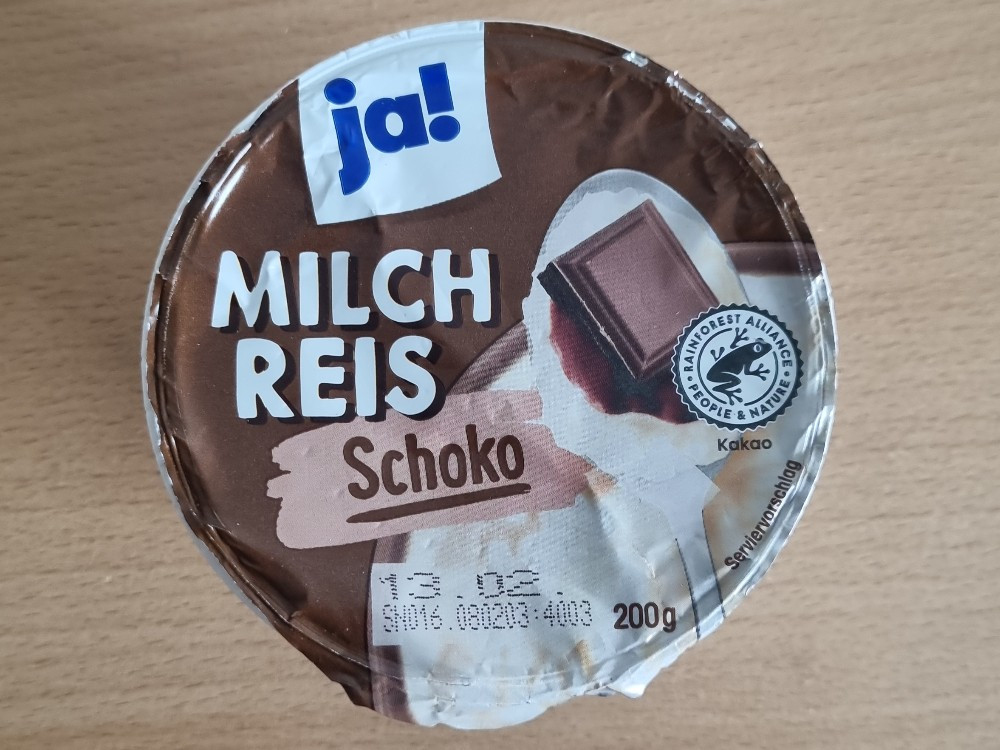 ja!
MILCH
REIS
Schoko
RAINFOREST ALLIANCE
PEOPLE & NATURE
Kakao
Serviervorschlag
13.02.
SN016.080203.4003
200g